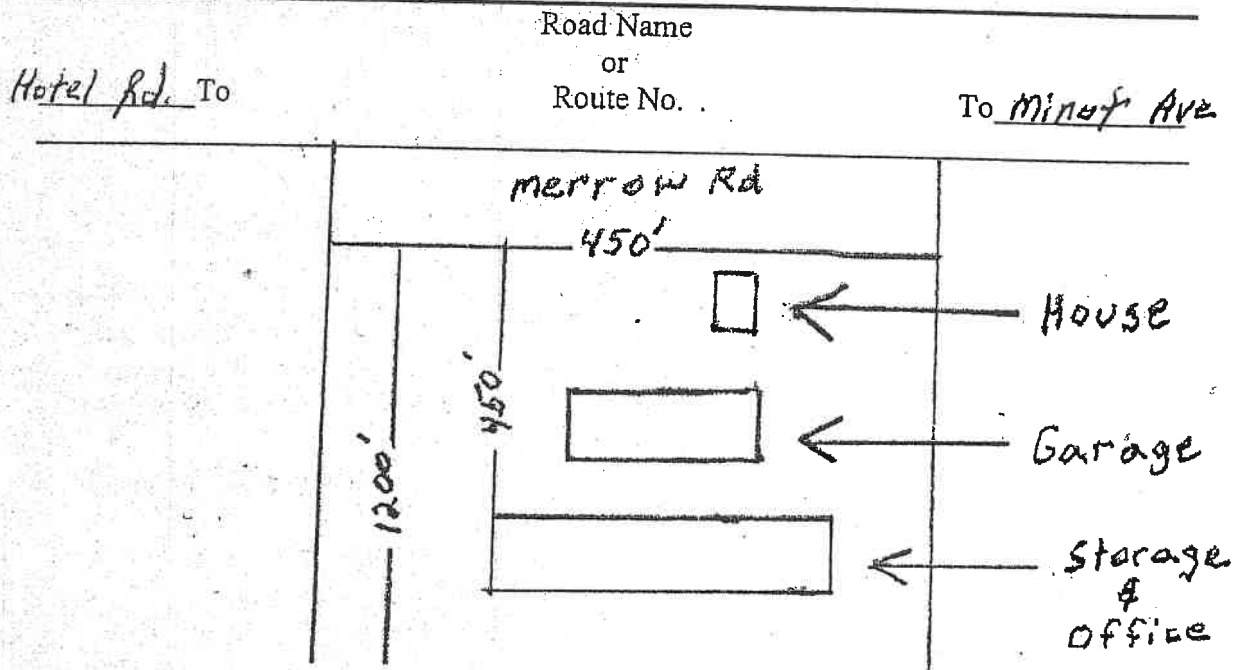 Road Name
or
Route No. .
Hotel Rd. To
To Minot Ave
merrow Rd
450'
House
450'
1200'
Garage
Storage
&
office